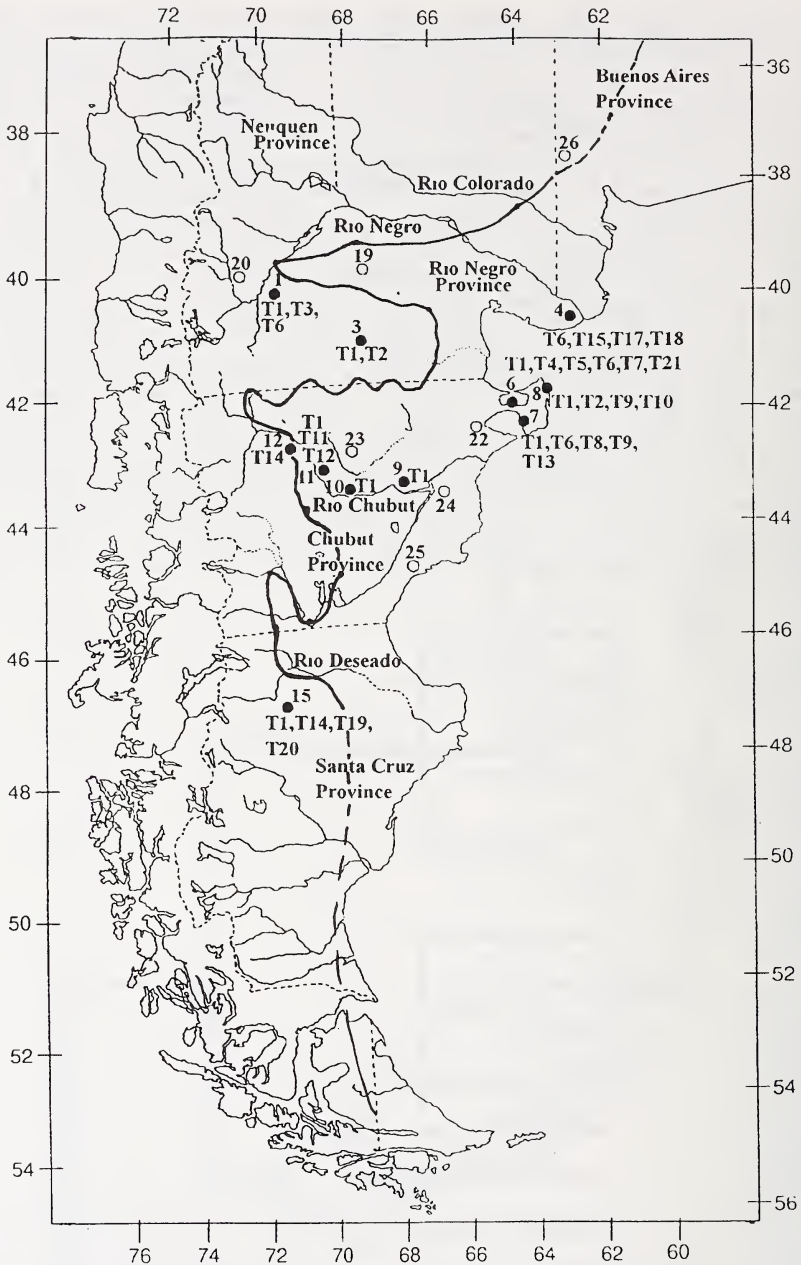 72 70 69 67 66 64 62
36
Buenos Aires
Province
38
Neuquen
Province
26
38
Rio Colorado
Rio Negro
20
19
40
Rio Negro
Province
40
1
T1,T3,
T6
3
T1,T2
4
T6,T15,T17,T18
T1,T4,T5,T6,T7,T21
6
8
T1,T2,T9,T10
42
42
7
22
T1,T6,T8,T9,
T13
T1
T11
T12
12
T14
23
11
10
T1
9
T1
Rio Chubut
24
44
44
Chubut
Province
25
46
46
Rio Deseado
15
T1,T14,T19,
T20
48
Santa Cruz
Province
48
50
50
52
52
54
54
56
76 74 72 70 68 66 64 62 60